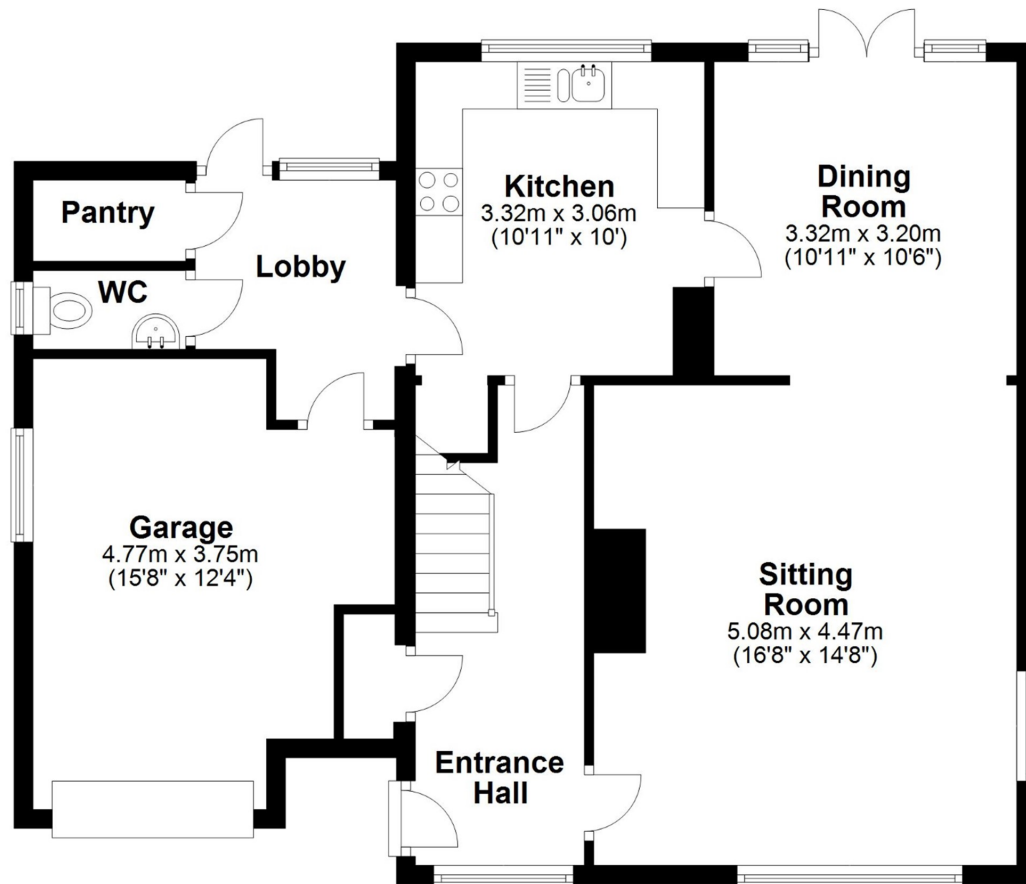 Kitchen
3.32m x 3.06m
(10'11" x 10')
Dining
Room
3.32m x 3.20m
(10'11" x 10'6")
Pantry
Lobby
WC
Garage
4.77m x 3.75m
(15'8" x 12'4")
Sitting
Room
5.08m x 4.47m
(16'8" x 14'8")
Entrance
Hall